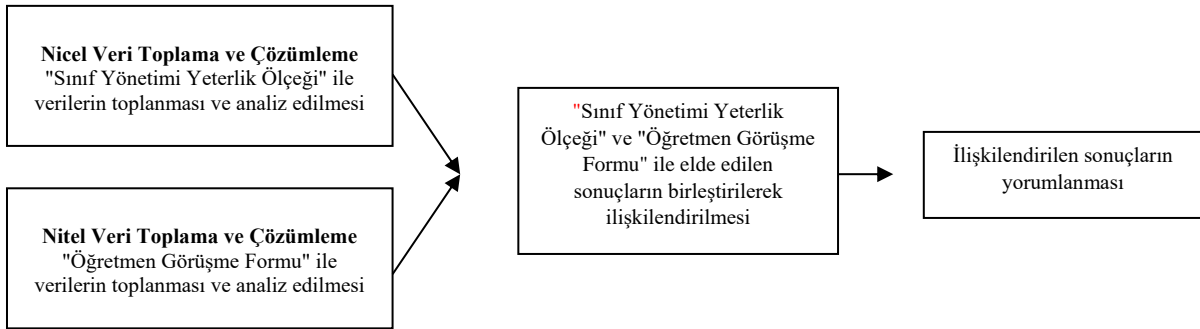 Nicel Veri Toplama ve Çözümleme
"Sınıf Yönetimi Yeterlik Ölçeği" ile
verilerin toplanması ve analiz edilmesi
Nitel Veri Toplama ve Çözümleme
"Öğretmen Görüşme Formu" ile
verilerin toplanması ve analiz edilmesi
"Sınıf Yönetimi Yeterlik
Ölçeği" ve "Öğretmen Görüşme
Formu" ile elde edilen
sonuçların birleştirilerek
ilişkilendirilmesi
İlişkilendirilen sonuçların
yorumlanması